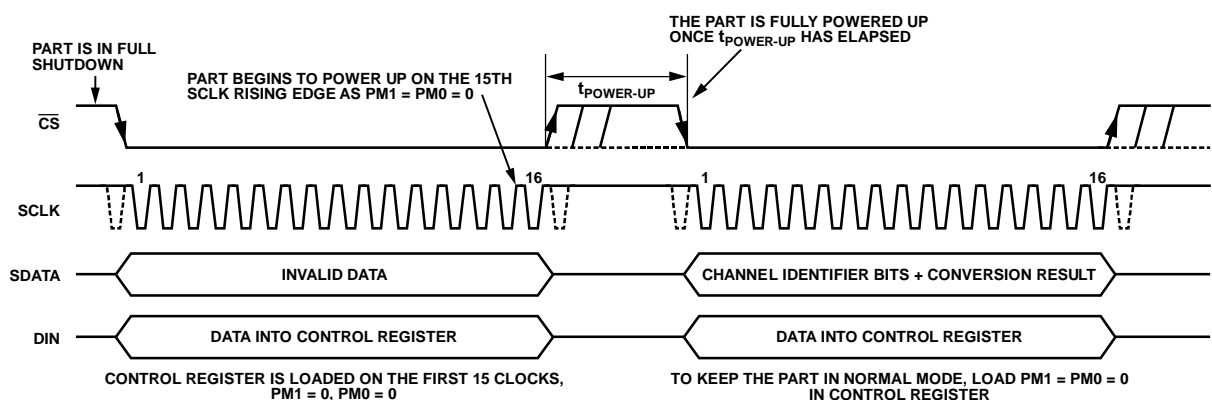 THE PART IS FULLY POWERED UP
ONCE tPOWER-UP HAS ELAPSED
PART IS IN FULL
SHUTDOWN
PART BEGINS TO POWER UP ON THE 15TH
SCLK RISING EDGE AS PM1 = PM0 = 0
tPOWER-UP
CS
1
16
1
16
SCLK
SDATA
INVALID DATA
CHANNEL IDENTIFIER BITS + CONVERSION RESULT
DIN
DATA INTO CONTROL REGISTER
DATA INTO CONTROL REGISTER
CONTROL REGISTER IS LOADED ON THE FIRST 15 CLOCKS,
PM1 = 0, PM0 = 0
TO KEEP THE PART IN NORMAL MODE, LOAD PM1 = PM0 = 0
IN CONTROL REGISTER